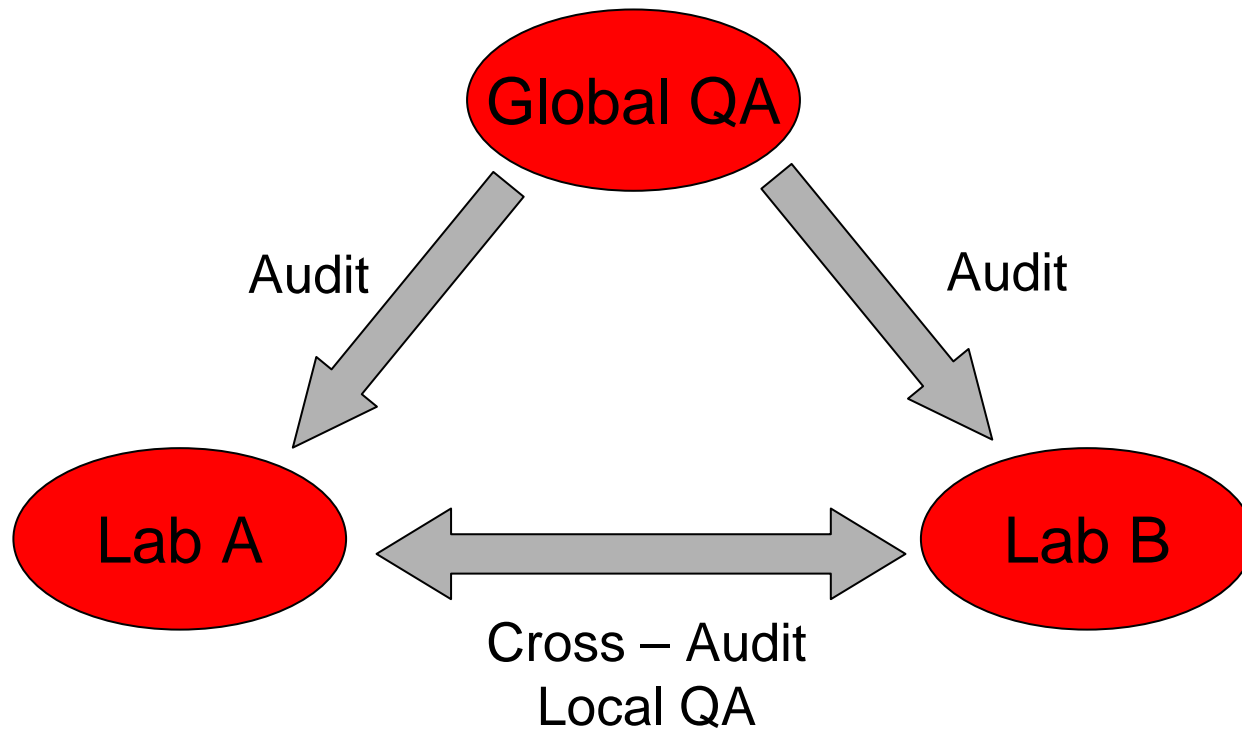 Global QA
Audit
Audit
Lab A
Lab B
Cross – Audit
Local QA